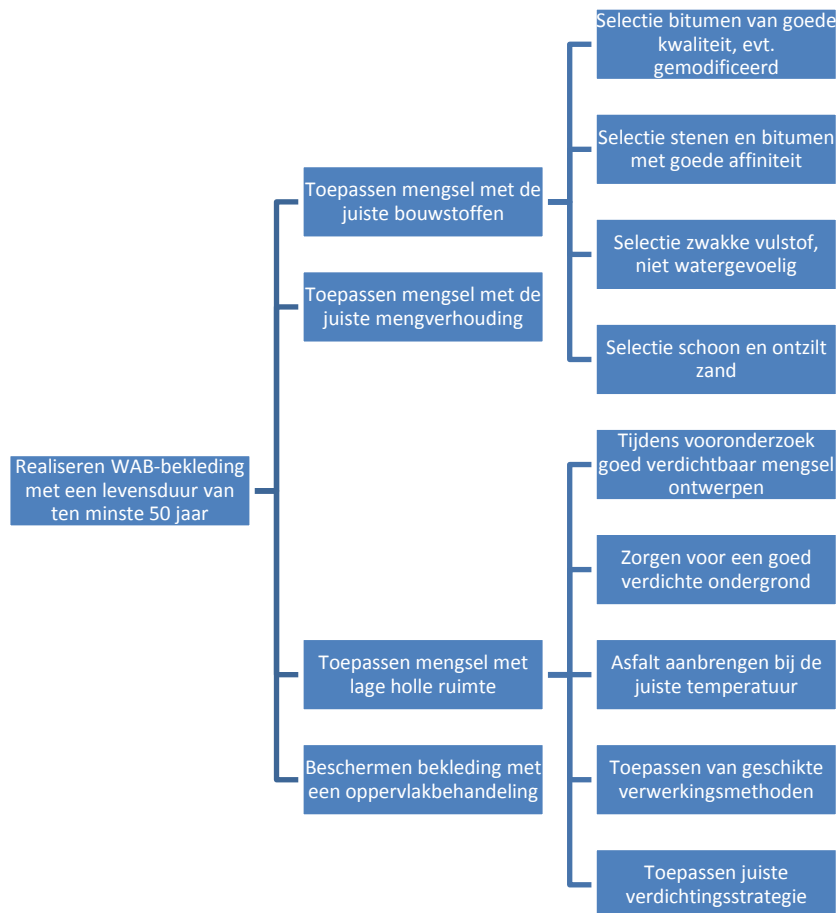 Realiseren WAB-bekleding
met een levensduur van
ten minste 50 jaar
Toepassen mengsel met de
juiste bouwstoffen
Selectie bitumen van goede
kwaliteit, evt.
gemodificeerd
Selectie stenen en bitumen
met goede affiniteit
Selectie zwakke vulstof,
niet watergevoelig
Selectie schoon en ontzilt
zand
Toepassen mengsel met de
juiste mengverhouding
Toepassen mengsel met
lage holle ruimte
Tijdens vooronderzoek
goed verdichtbaar mengsel
ontwerpen
Zorgen voor een goed
verdichte ondergrond
Asfalt aanbrengen bij de
juiste temperatuur
Toepassen van geschikte
verwerkingsmethoden
Toepassen juiste
verdichtingsstrategie
Beschermen bekleding met
een oppervlakbehandeling